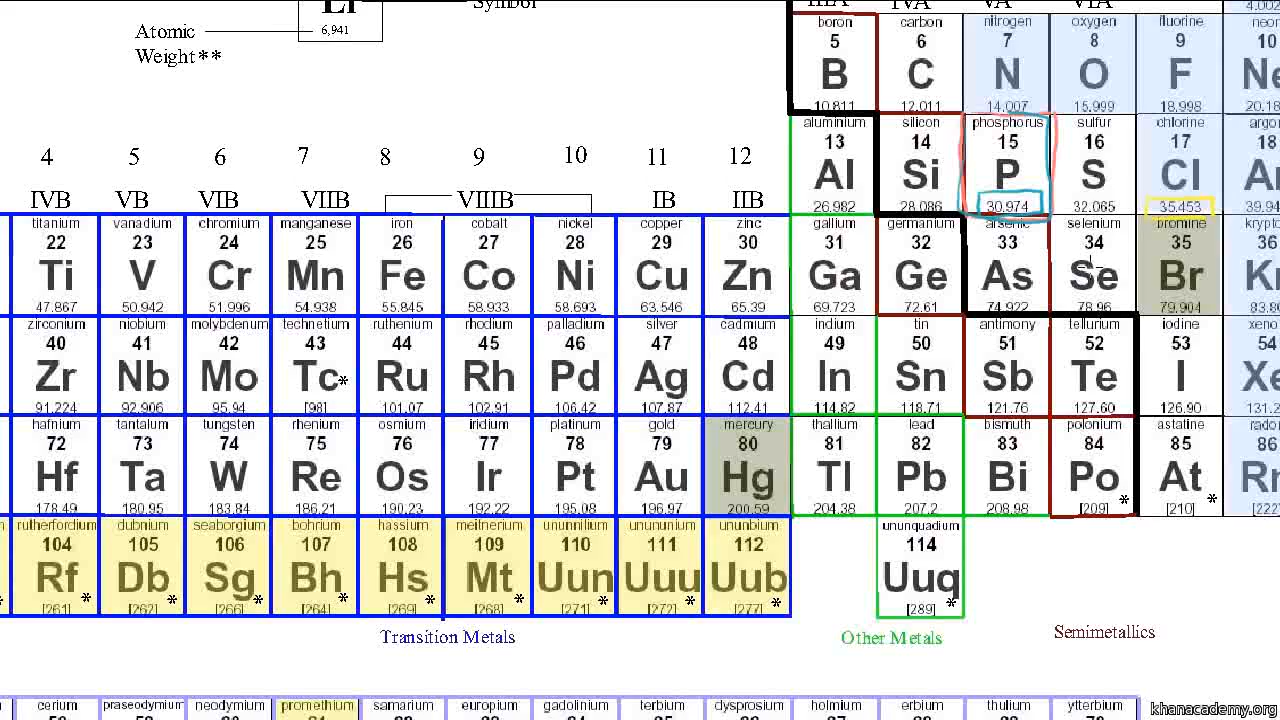 Symbol
Atomic 6,941
Weight**
boron carbon nitrogen oxygen fluorine
5 6 7 8 9 10
B C N O F Ne
10.811 12.011 14.007 15.999 18.998 20.18
aluminium silicon phosphorus sulfur chlorine
13 14 15 16 17 18
Al Si P S Cl
26.982 28.086 30.974 32.065 35.453 39.94
4 5 6 7 8 9 10 11 12
IVB VB VIB VIIB VIIIB IB IIB
titanium vanadium chromium manganese iron cobalt nickel copper zinc gallium germanium arsenic selenium bromine
22 23 24 25 26 27 28 29 30 31 32 33 34 35 36
Ti V Cr Mn Fe Co Ni Cu Zn Ga Ge As Se Br
47.867 50.942 51.996 54.938 55.845 58.933 58.693 63.546 65.39 69.723 72.61 74.922 78.96 79.904
zirconium niobium molybdenum technetium ruthenium rhodium palladium silver cadmium indium tin antimony tellurium iodine
40 41 42 43 44 45 46 47 48 49 50 51 52 53 54
Zr Nb Mo Tc* Ru Rh Pd Ag Cd In Sn Sb Te I Xe
91.224 92.906 95.94 [98] 101.07 102.91 106.42 107.87 112.41 114.82 118.71 121.76 127.60 126.90 131.2
hafnium tantalum tungsten rhenium osmium iridium platinum gold mercury thallium lead bismuth polonium astatine
72 73 74 75 76 77 78 79 80 81 82 83 84 85 86
Hf Ta W Re Os Ir Pt Au Hg Tl Pb Bi Po* At*
178.49 180.95 183.84 186.21 190.23 192.22 195.08 196.97 200.59 204.38 207.2 208.98 [209] [210] [222
rutherfordium dubnium seaborgium bohrium hassium meitnerium ununnilium unununium ununbium ununquadium
104 105 106 107 108 109 110 111 112 114
Rf Db Sg Bh Hs Mt Uun Uuu Uub Uuq
[261]* [262]* [266]* [264]* [269]* [268]* [271]* [272]* [277]* [289]*
Transition Metals Other Metals Semimetallics
cerium praseodymium neodymium promethium samarium europium gadolinium terbium dysprosium holmium erbium thulium ytterbium
khanacademy.org